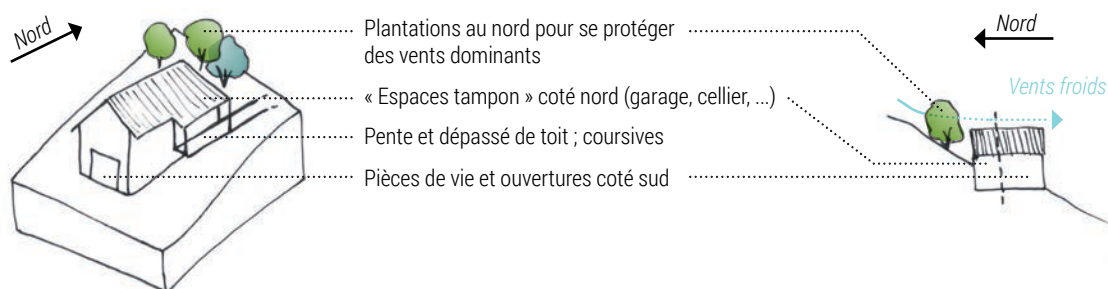 Nord
Plantations au nord pour se protéger
des vents dominants
« Espaces tampon » coté nord (garage, cellier, ...)
Pente et dépassé de toit ; coursives
Pièces de vie et ouvertures coté sud
Nord
Vents froids